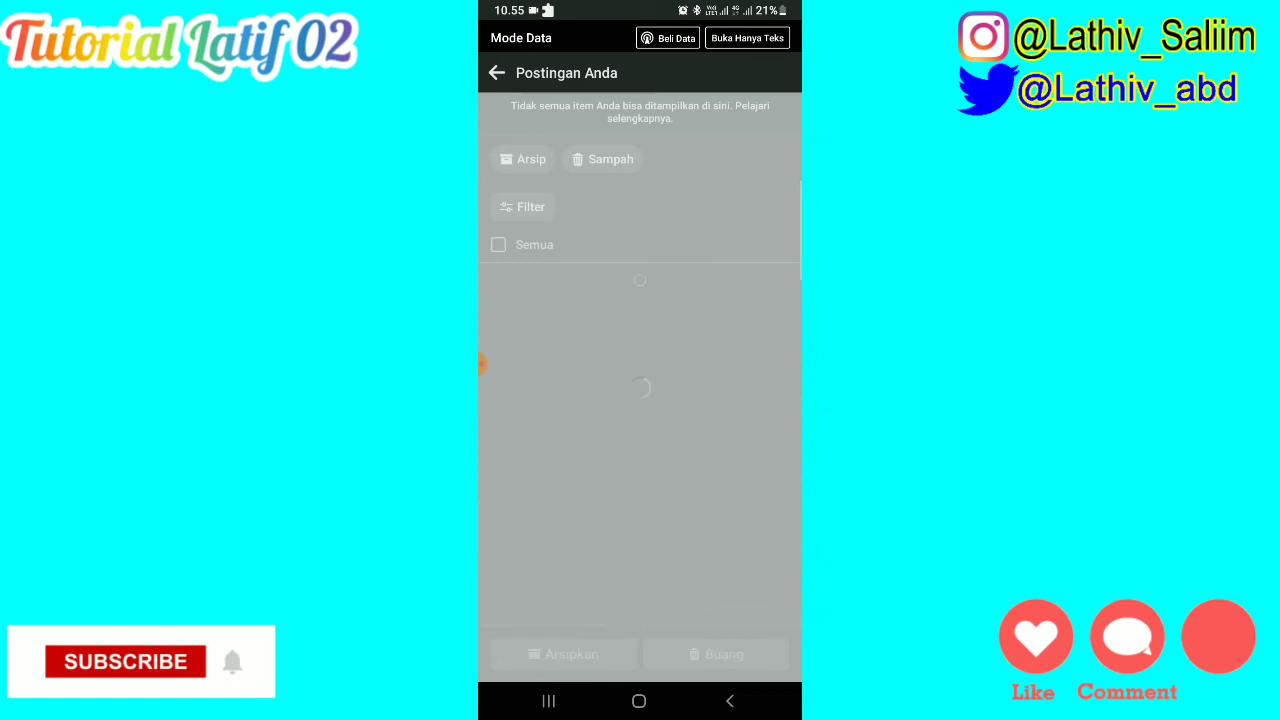 Tutorial Latif 02
10.55
21%
Mode Data
Beli Data
Buka Hanya Teks
Postingan Anda
Tidak semua item Anda bisa ditampilkan di sini. Pelajari
selengkapnya.
Arsip
Sampah
Filter
Semua
Arsipkan
Buang
@Lathiv_Saliim
@Lathiv_abd
SUBSCRIBE
Like
Comment